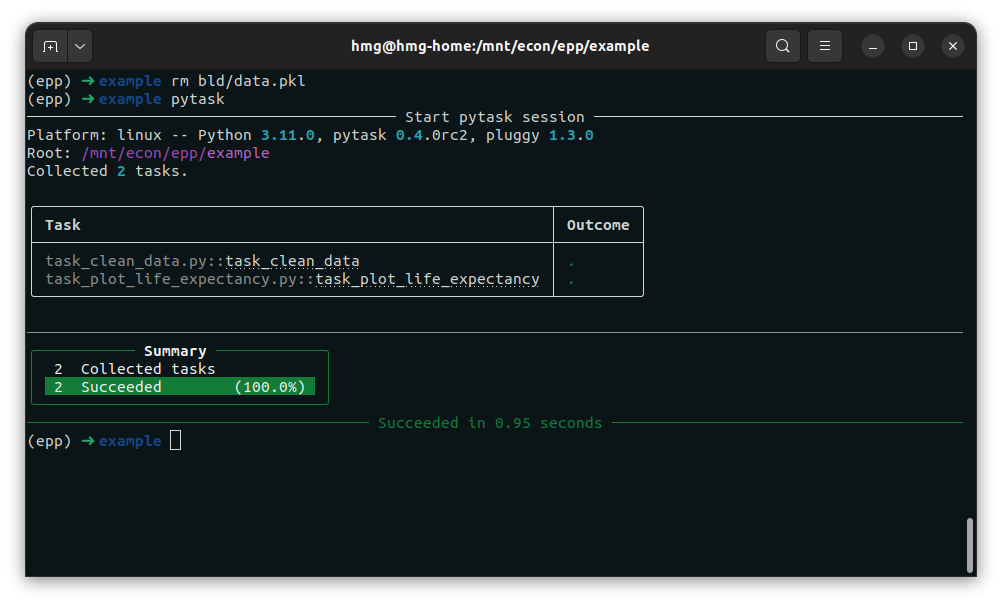 hmg@hmg-home:/mnt/econ/epp/example
(epp) ➜ example rm bld/data.pkl
(epp) ➜ example pytask
Start pytask session
Platform: linux -- Python 3.11.0, pytask 0.4.0rc2, pluggy 1.3.0
Root: /mnt/econ/epp/example
Collected 2 tasks.
Task Outcome
task_clean_data.py::task_clean_data .
task_plot_life_expectancy.py::task_plot_life_expectancy .
Summary
2 Collected tasks
2 Succeeded (100.0%)
Succeeded in 0.95 seconds
(epp) ➜ example